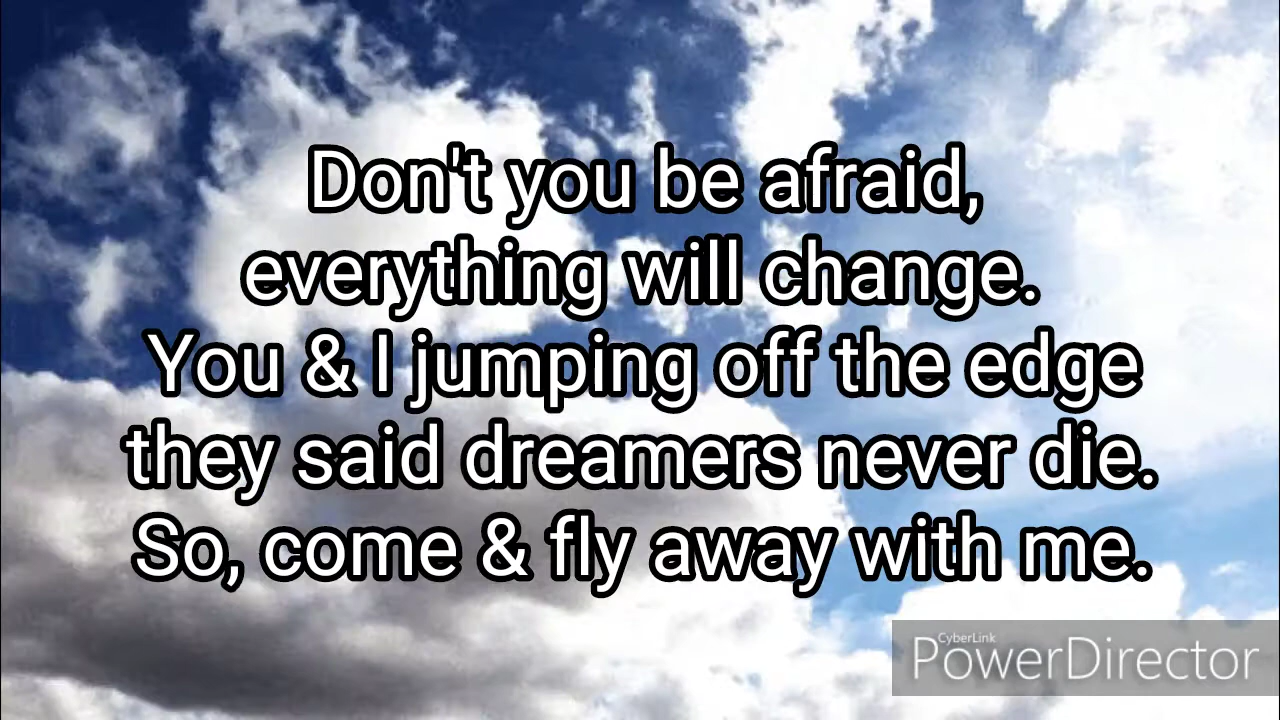 Don't you be afraid,
everything will change.
You & I jumping off the edge
they said dreamers never die.
So, come & fly away with me.
CyberLink
PowerDirector